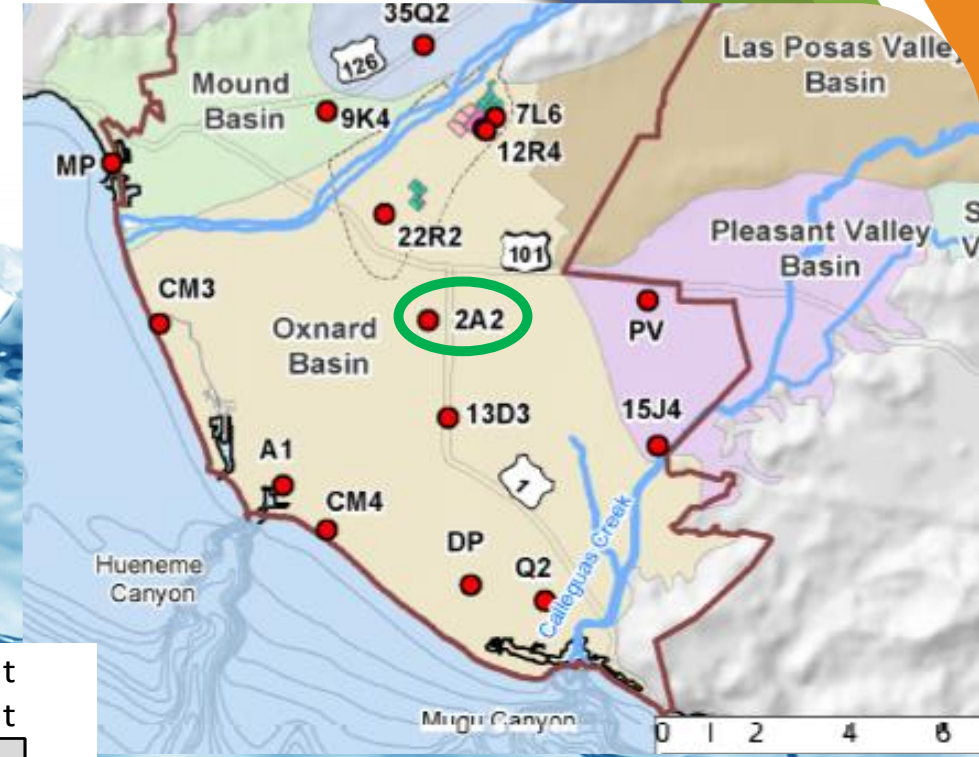 35Q2
126
Las Posas Valley
Basin
Mound
Basin
9K4
7L6
12R4
MP
22R2
101
Pleasant Valley
Basin
S
V
CM3
Oxnard
Basin
2A2
PV
13D3
15J4
A1
1
CM4
DP
Q2
Calleguas Creek
Hueneme
Canyon
t
t
Mugu Canyon
0 1 2 4 6